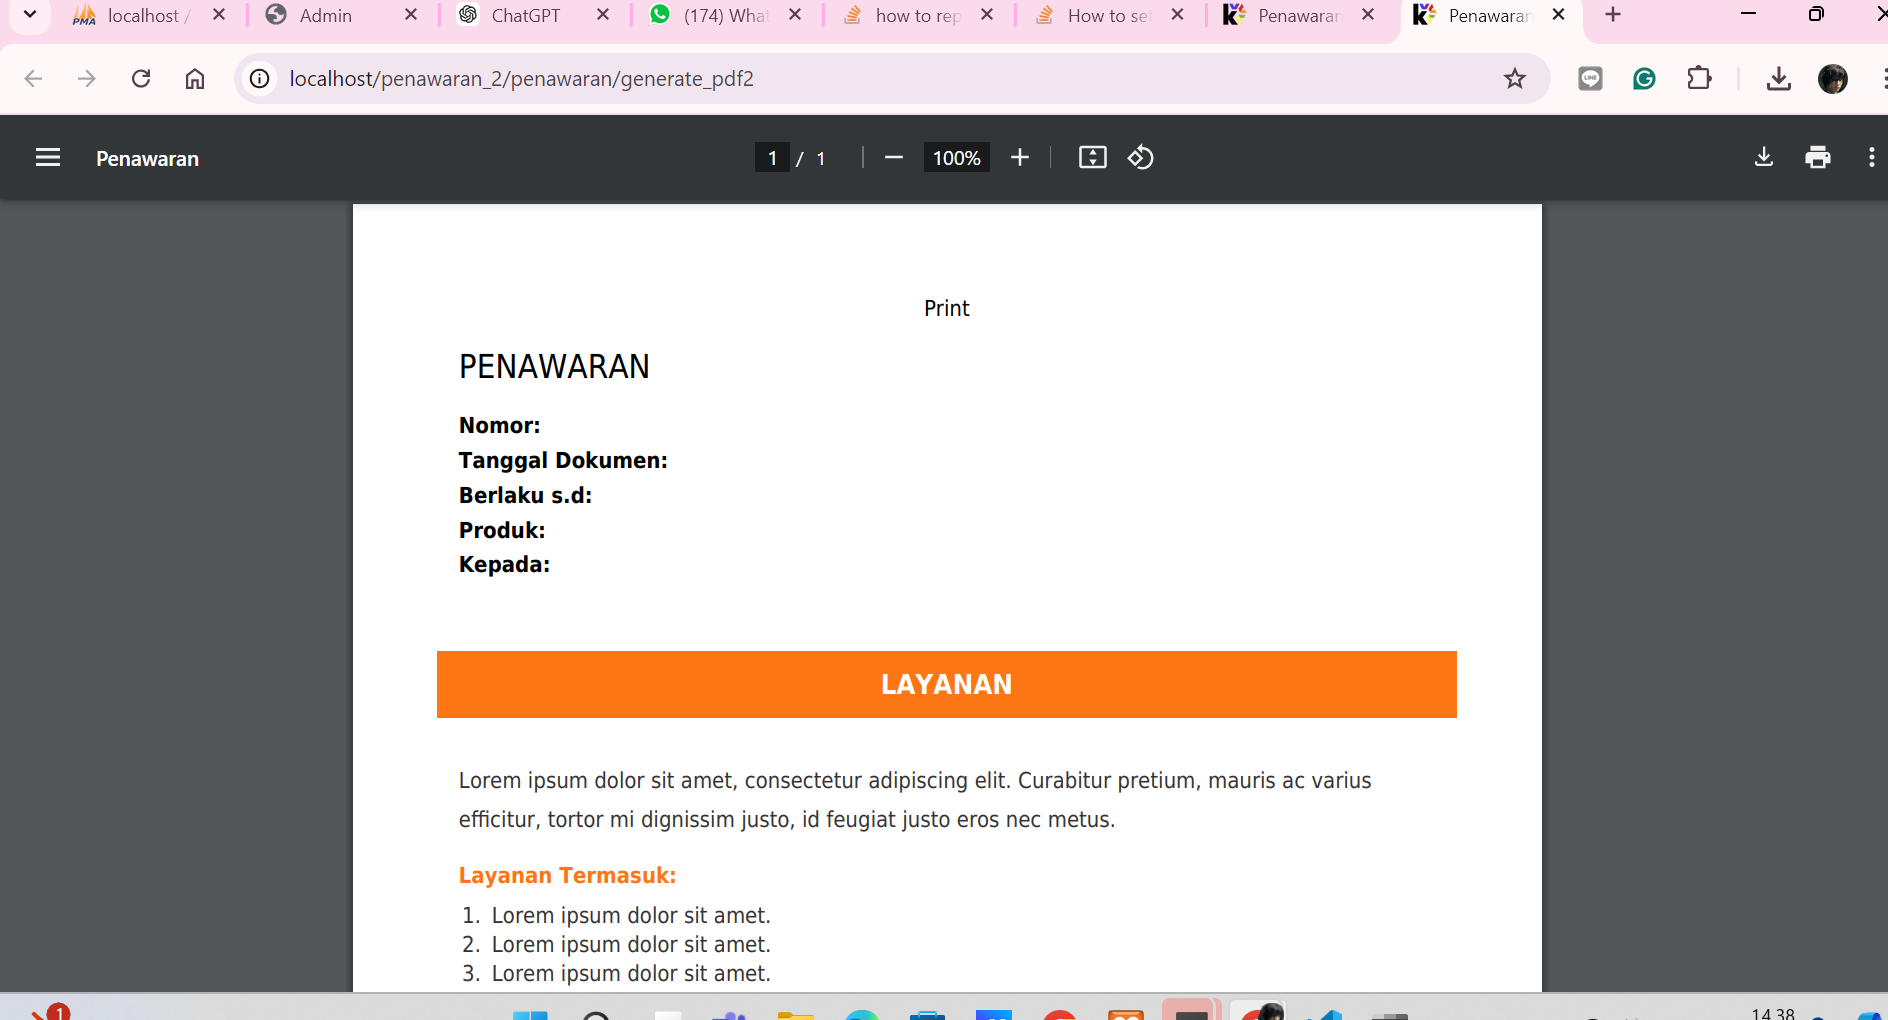 localhost /
Admin
ChatGPT
(174) What
how to rep
How to set
Penawaran
Penawaran
localhost/penawaran_2/penawaran/generate_pdf2
Penawaran
1 / 1
100%
Print
PENAWARAN
Nomor:
Tanggal Dokumen:
Berlaku s.d:
Produk:
Kepada:
LAYANAN
Lorem ipsum dolor sit amet, consectetur adipiscing elit. Curabitur pretium, mauris ac varius
efficitur, tortor mi dignissim justo, id feugiat justo eros nec metus.
Layanan Termasuk:
1. Lorem ipsum dolor sit amet.
2. Lorem ipsum dolor sit amet.
3. Lorem ipsum dolor sit amet.
1
14.38